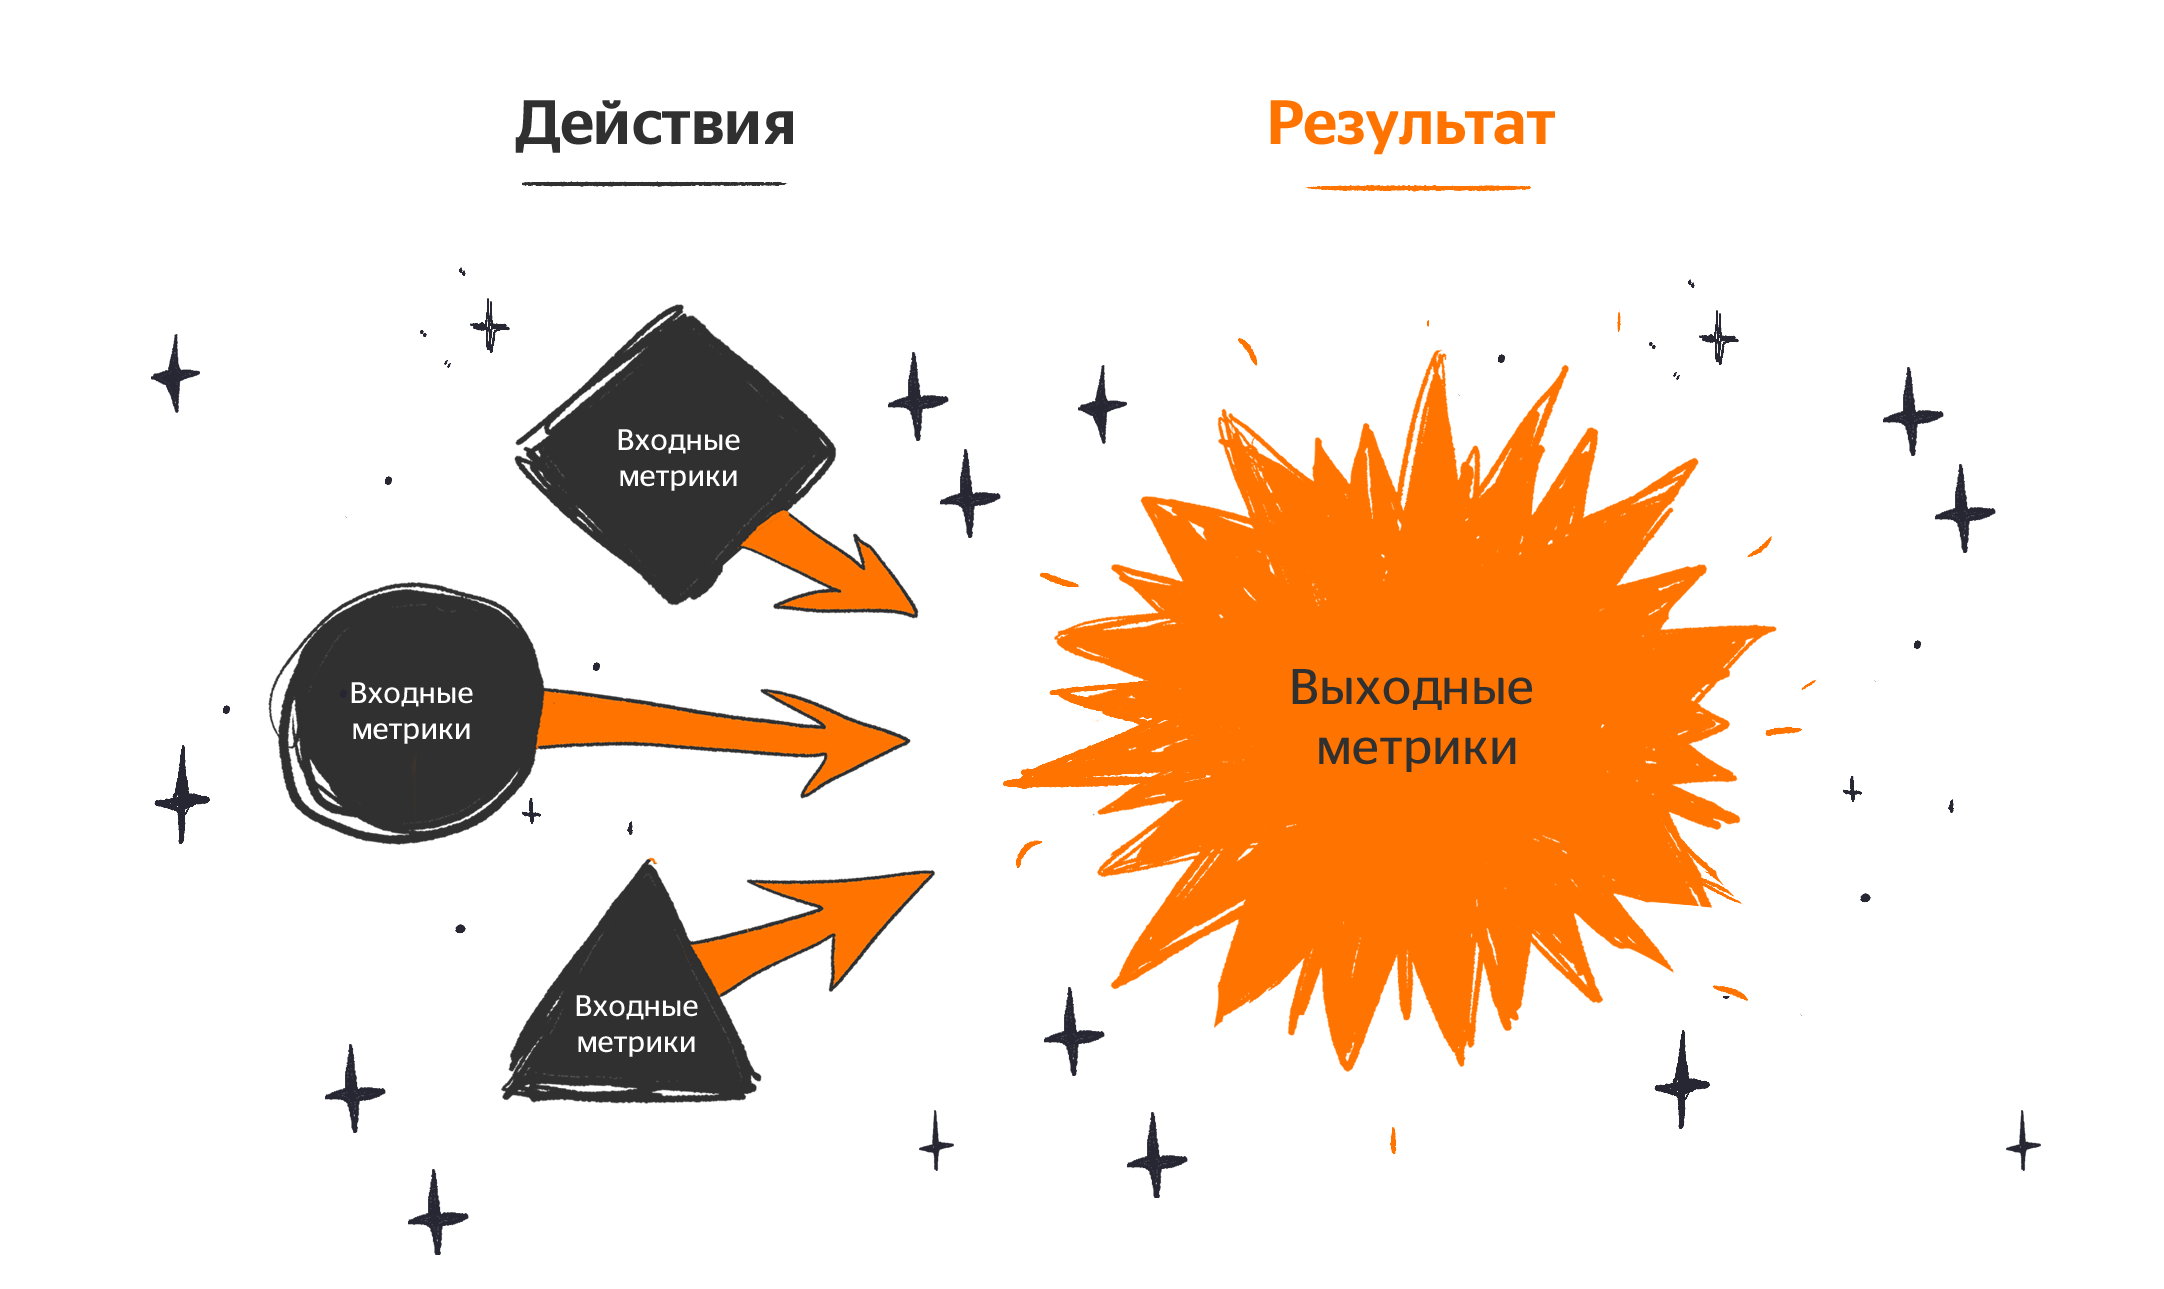 Действия
Результат
Входные
метрики
Входные
метрики
Выходные
метрики
Входные
метрики